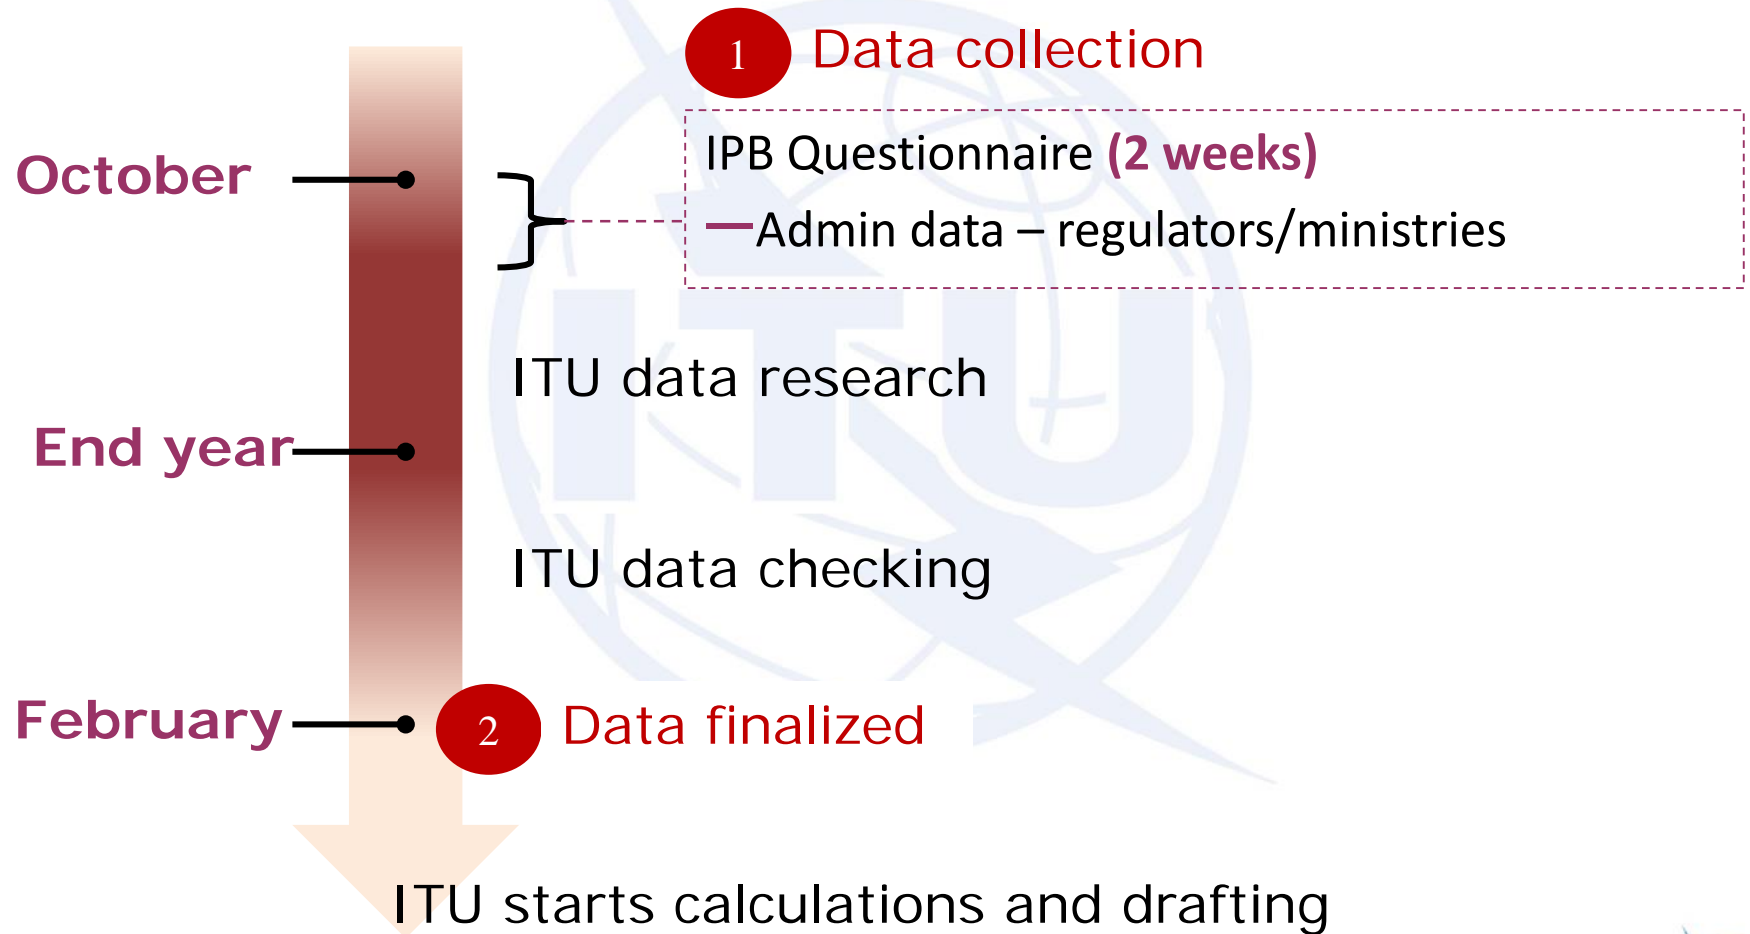 1 Data collection
October
IPB Questionnaire (2 weeks)
—Admin data – regulators/ministries
ITU
ITU data research
End year
ITU data checking
February
2 Data finalized
ITU starts calculations and drafting